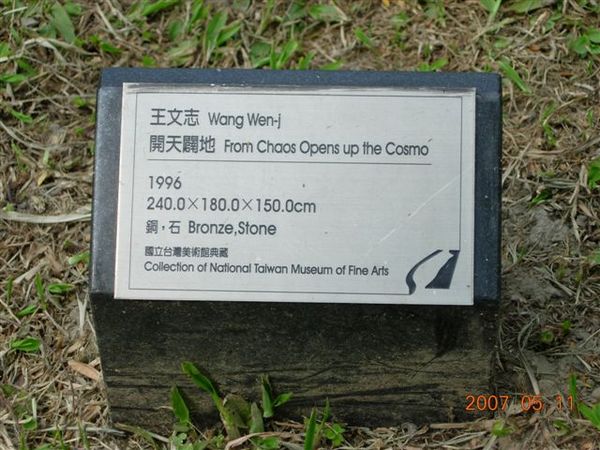 王文志 Wang Wen-j
開天闢地 From Chaos Opens up the Cosmo
1996
240.0×180.0×150.0cm
銅，石 Bronze,Stone
國立台灣美術館典藏
Collection of National Taiwan Museum of Fine Arts
2007 05 11